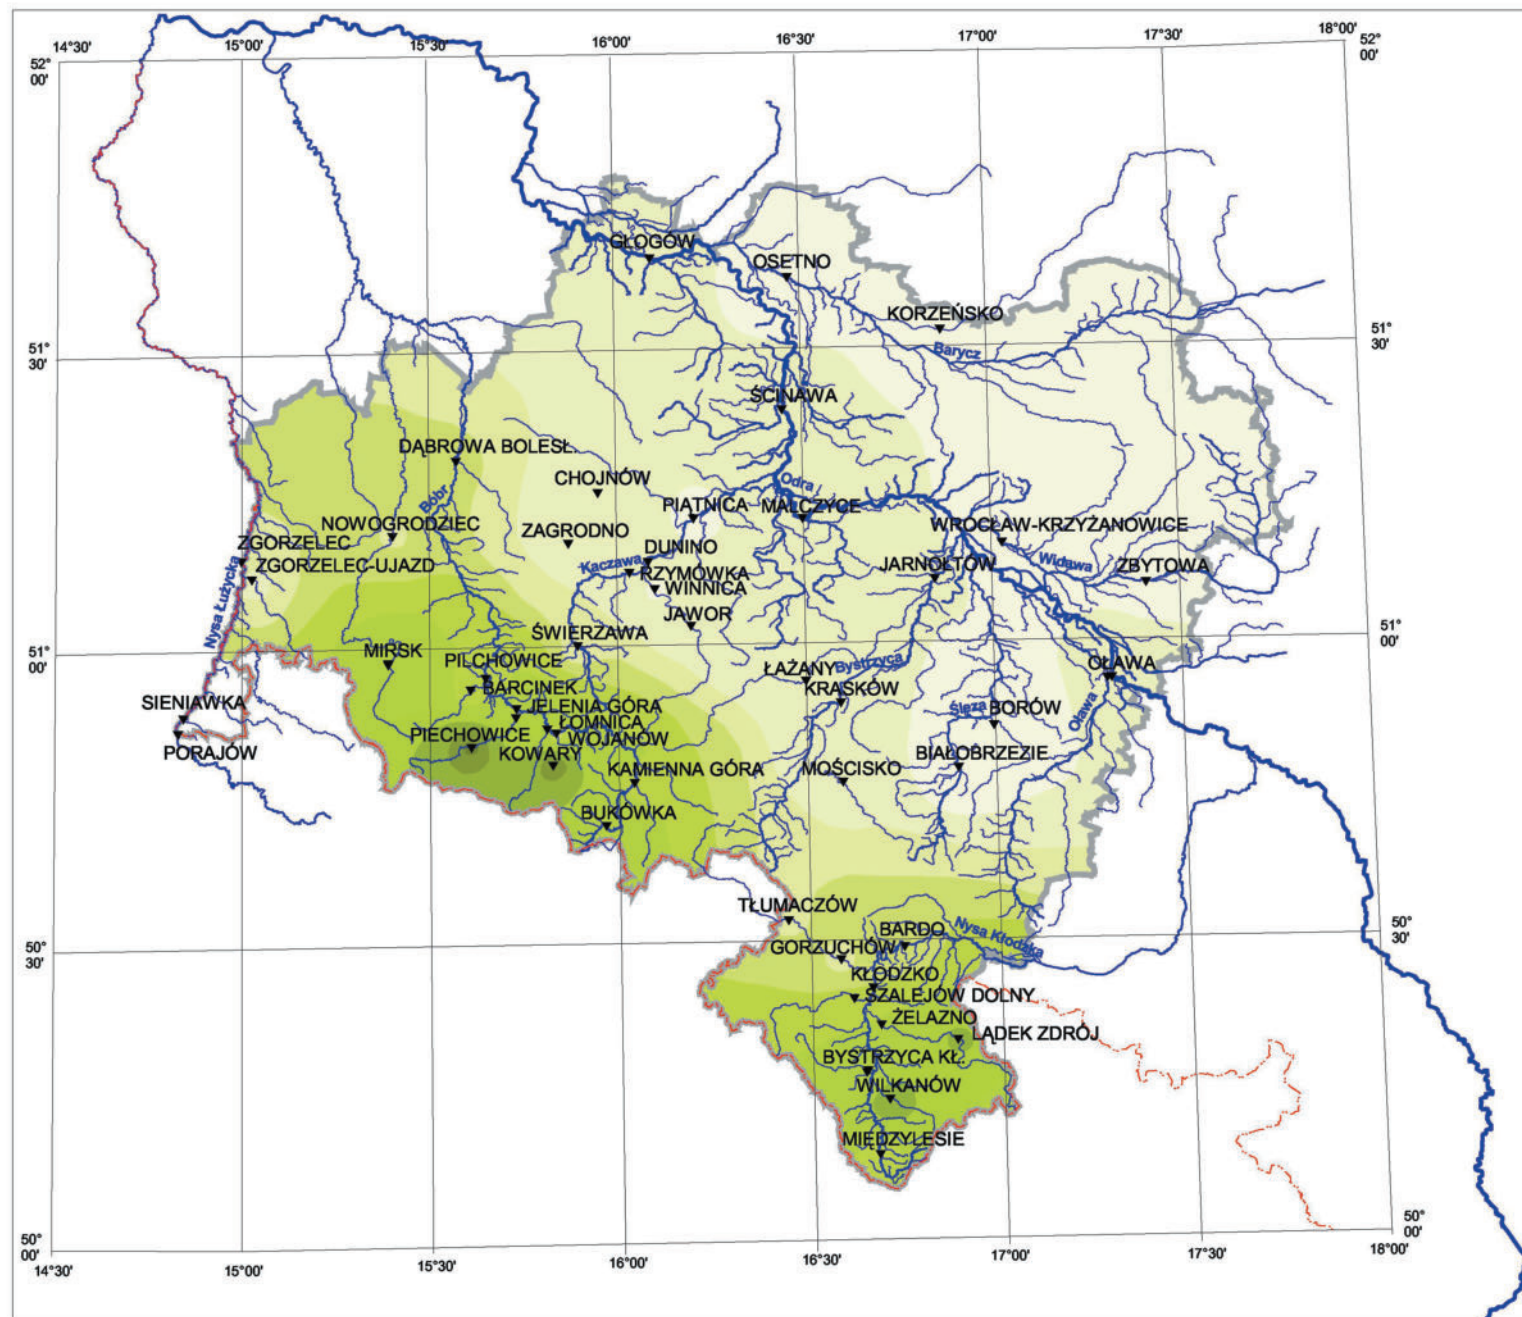 14°30'
15°00'
15°30'
16°00'
16°30'
17°00'
17°30'
18°00'
52°
00'
52°
00'
GŁOGÓW
OSETNO
KORZEŃSKO
Barycz
51°
30'
51°
30'
ŚCINAWA
DĄBROWA BOLESŁ.
CHOJNÓW
Odra
Bóbr
PIĄTNICA
MALCZYCE
NOWOGRODZIEC
ZAGRODNO
WROCŁAW-KRZYŻANOWICE
ZGORZELEC
DUNINO
Widawa
ZGORZELEC-UJAZD
Kaczawa
RZYMÓWKA
JARNOŁTÓW
ZBYTOWA
WINNICA
Nysa Łużycka
JAWOR
ŚWIERZAWA
51°
00'
51°
00'
MIRSK
PILCHOWICE
ŁAŻANY
Bystrzyca
OŁAWA
BARCINEK
KRASKÓW
SIENIAWKA
JELENIA GÓRA
Ślęza
BORÓW
Oława
ŁOMNICA
PIECHOWICE
WOJANÓW
PORAJÓW
KOWARY
BIAŁOBRZEZIE
KAMIENNA GÓRA
MOŚCISKO
BUKÓWKA
TŁUMACZÓW
BARDO
Nysa Kłodzka
50°
30'
50°
30'
GORZUCHÓW
KŁODZKO
SZALEJÓW DOLNY
ŻELAZNO
LĄDEK ZDRÓJ
BYSTRZYCA KŁ.
WILKANÓW
MIĘDZYLESIE
50°
00'
50°
00'
14°30'
15°00'
15°30'
16°00'
16°30'
17°00'
17°30'
18°00'